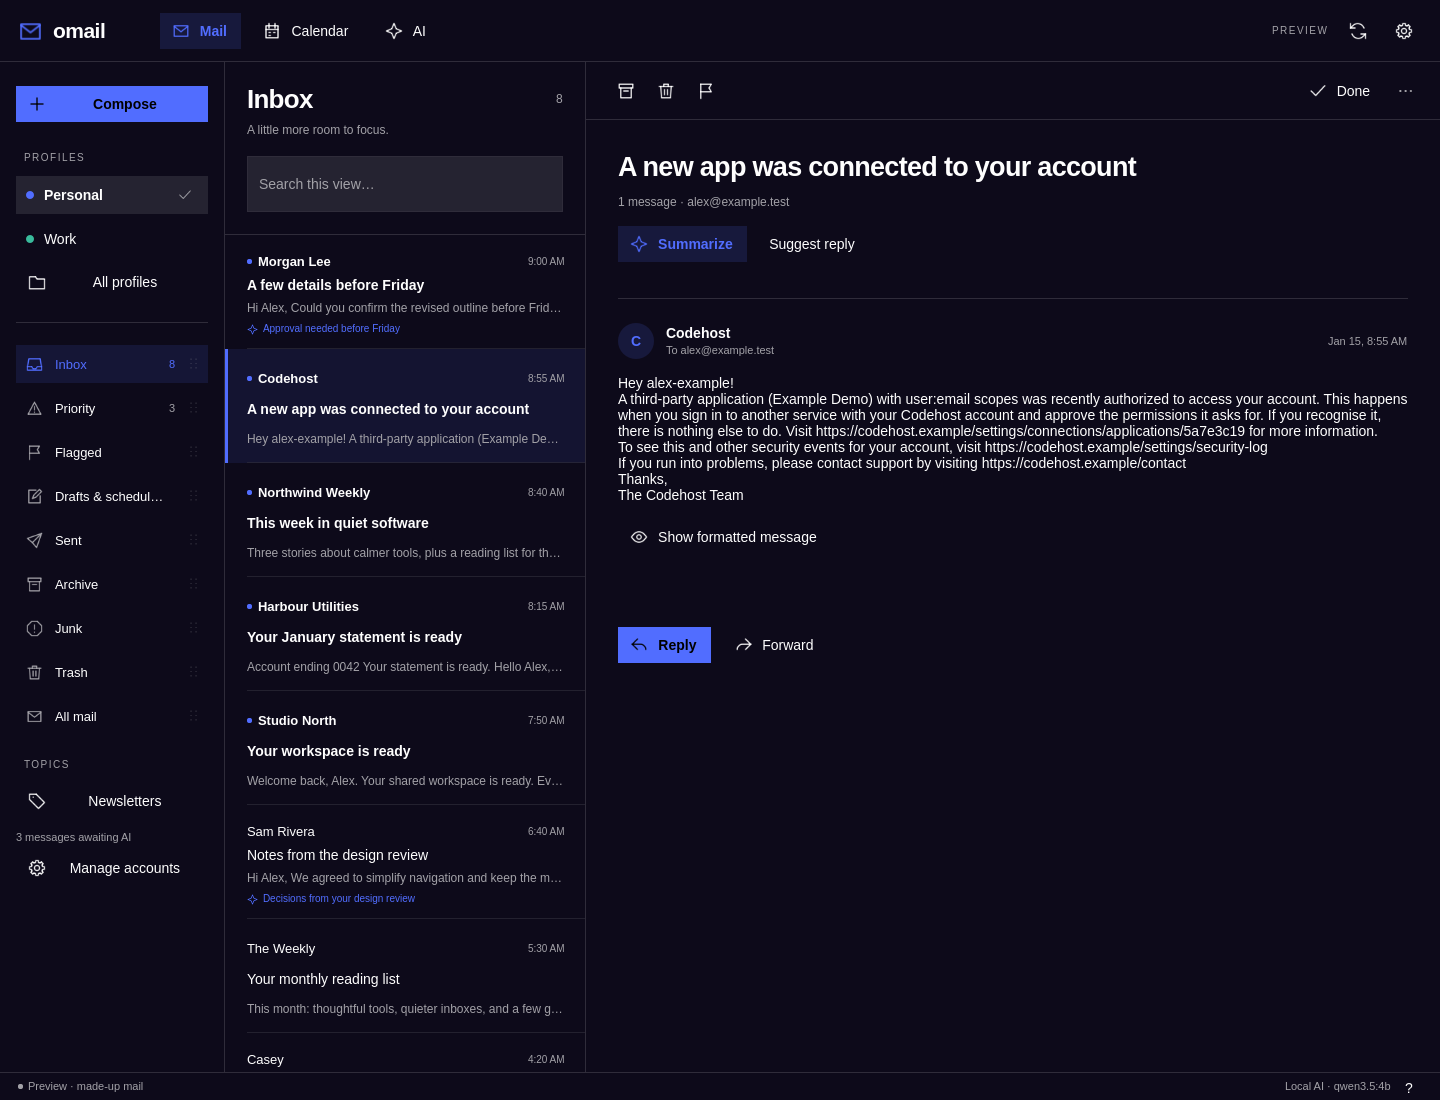 omail
Mail
Calendar
AI
PREVIEW
Compose
PROFILES
Personal
Work
All profiles
Inbox 8
Priority 3
Flagged
Drafts & schedul…
Sent
Archive
Junk
Trash
All mail
TOPICS
Newsletters
3 messages awaiting AI
Manage accounts
Inbox 8
A little more room to focus.
Search this view…
Morgan Lee 9:00 AM
A few details before Friday
Hi Alex, Could you confirm the revised outline before Frid…
Approval needed before Friday
Codehost 8:55 AM
A new app was connected to your account
Hey alex-example! A third-party application (Example De…
Northwind Weekly 8:40 AM
This week in quiet software
Three stories about calmer tools, plus a reading list for th…
Harbour Utilities 8:15 AM
Your January statement is ready
Account ending 0042 Your statement is ready. Hello Alex,…
Studio North 7:50 AM
Your workspace is ready
Welcome back, Alex. Your shared workspace is ready. Ev…
Sam Rivera 6:40 AM
Notes from the design review
Hi Alex, We agreed to simplify navigation and keep the m…
Decisions from your design review
The Weekly 5:30 AM
Your monthly reading list
This month: thoughtful tools, quieter inboxes, and a few g…
Casey 4:20 AM
Done
A new app was connected to your account
1 message · alex@example.test
Summarize
Suggest reply
C
Codehost
To alex@example.test
Jan 15, 8:55 AM
Hey alex-example!
A third-party application (Example Demo) with user:email scopes was recently authorized to access your account. This happens
when you sign in to another service with your Codehost account and approve the permissions it asks for. If you recognise it,
there is nothing else to do. Visit https://codehost.example/settings/connections/applications/5a7e3c19 for more information.
To see this and other security events for your account, visit https://codehost.example/settings/security-log
If you run into problems, please contact support by visiting https://codehost.example/contact
Thanks,
The Codehost Team
Show formatted message
Reply
Forward
Preview · made-up mail
Local AI · qwen3.5:4b ?